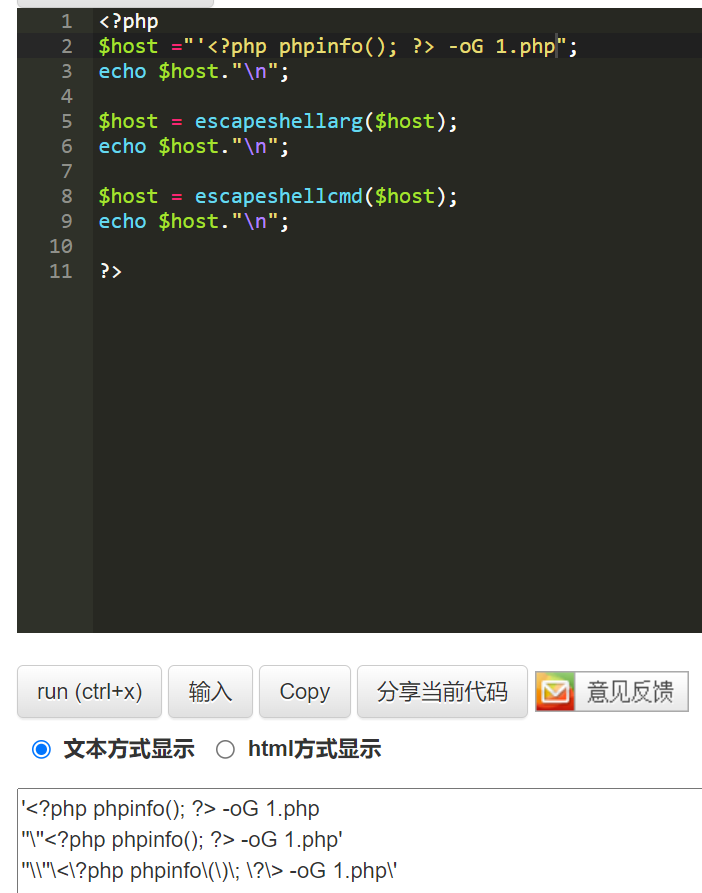 1 <?php
2 $host ="'<?php phpinfo(); ?> -oG 1.php";
3 echo $host."\n";
4
5 $host = escapeshellarg($host);
6 echo $host."\n";
7
8 $host = escapeshellcmd($host);
9 echo $host."\n";
10
11 ?>
run (ctrl+x) 输入 Copy 分享当前代码 意见反馈
文本方式显示 html方式显示
'<?php phpinfo(); ?> -oG 1.php
''\''<?php phpinfo(); ?> -oG 1.php'
''\\''\<\?php phpinfo\(\)\; \?\> -oG 1.php\'